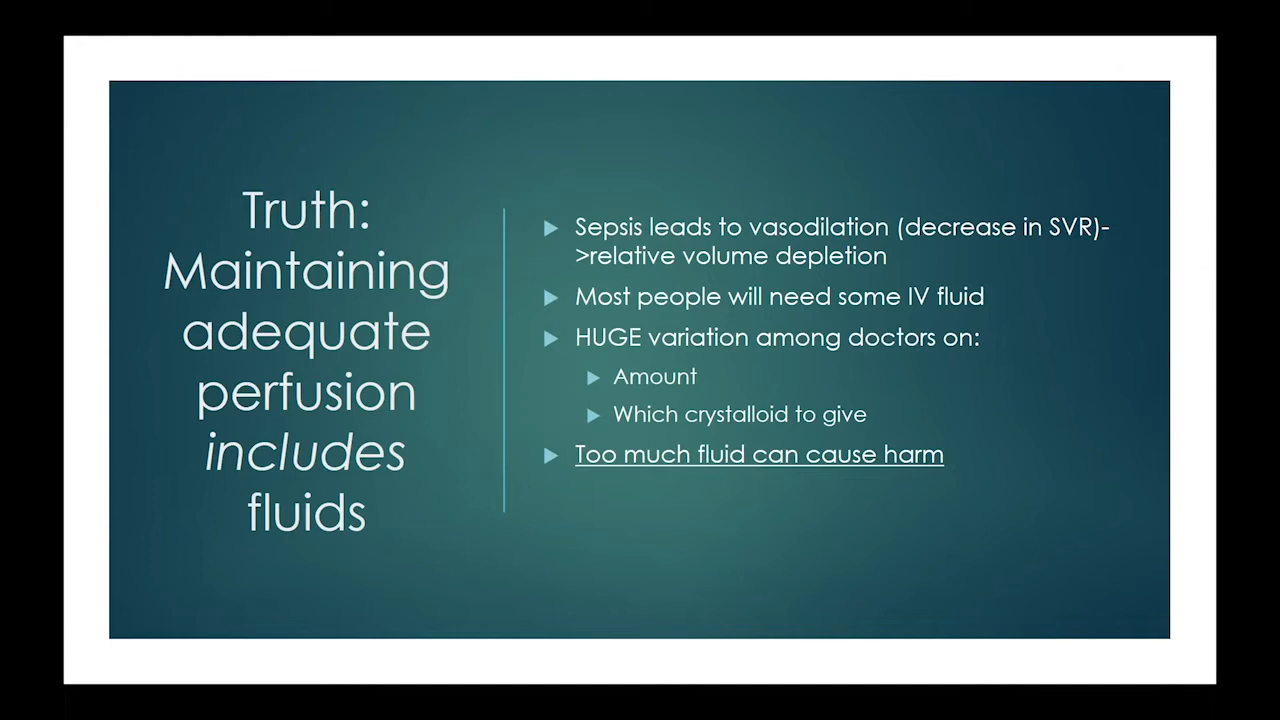 Truth:
Maintaining
adequate
perfusion
includes
fluids
Sepsis leads to vasodilation (decrease in SVR)-
>relative volume depletion
Most people will need some IV fluid
HUGE variation among doctors on:
Amount
Which crystalloid to give
Too much fluid can cause harm